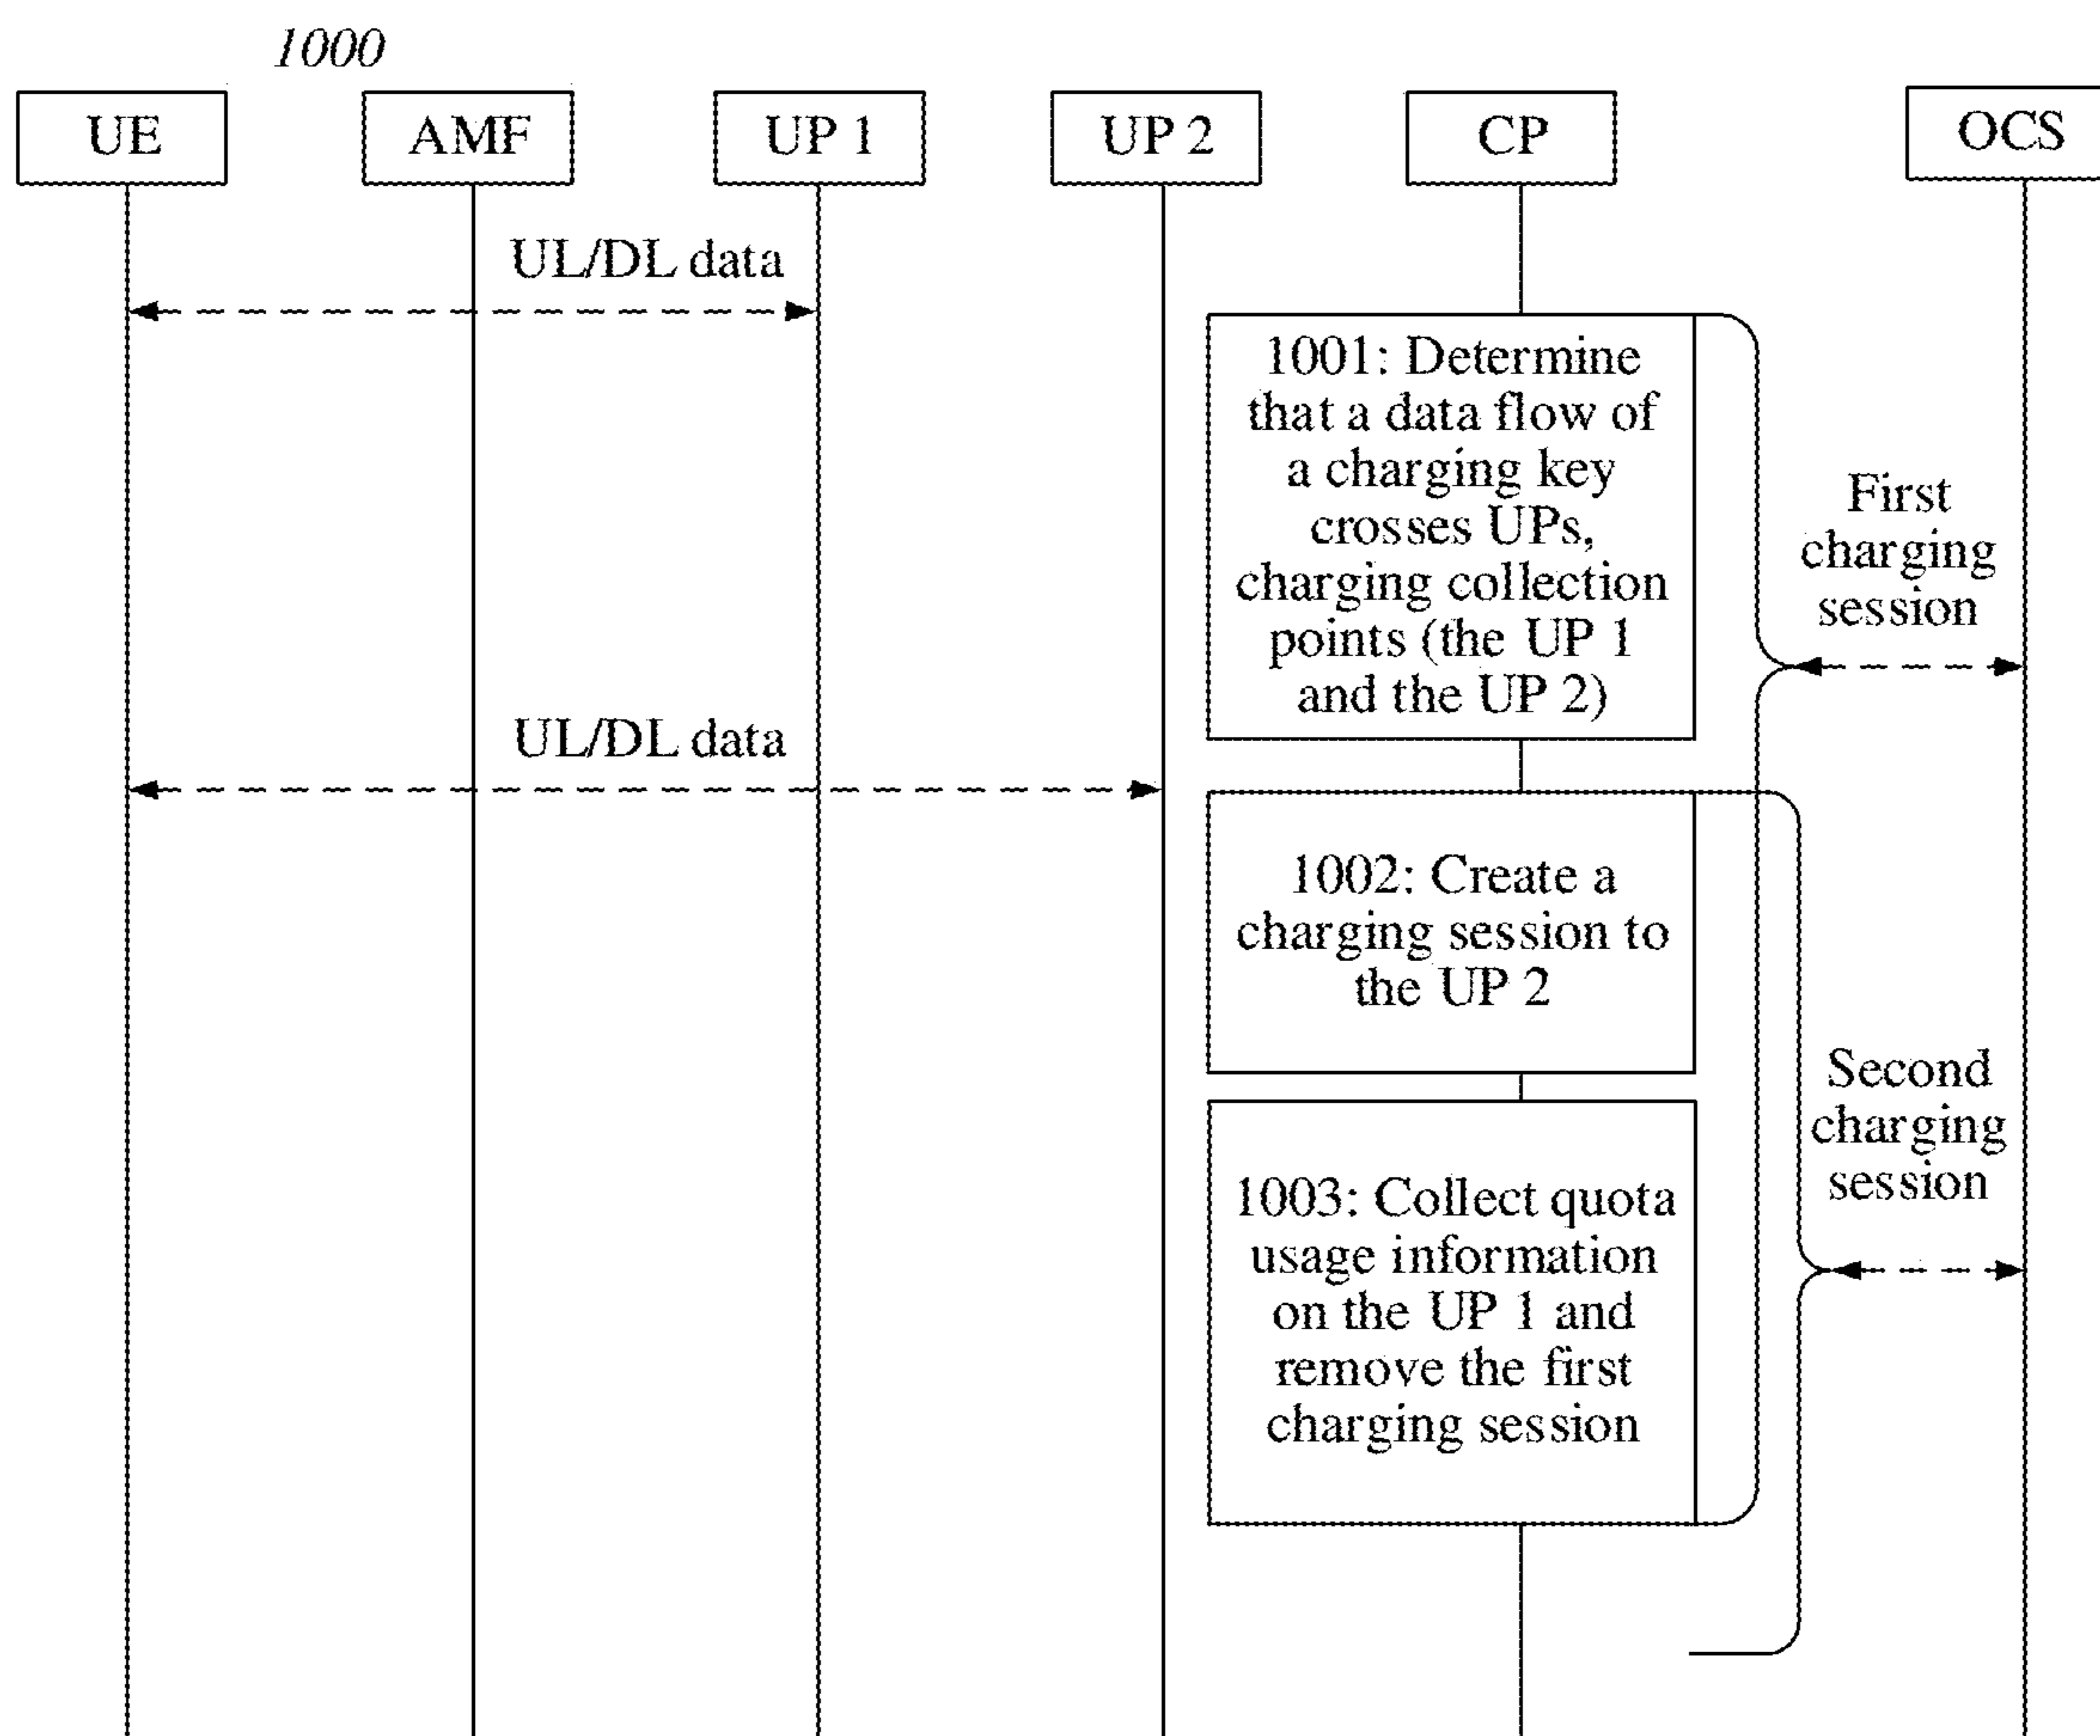 1000
UE
AMF
UP 1
UP 2
CP
OCS
UL/DL data
1001: Determine
that a data flow of
a charging key
crosses UPs,
charging collection
points (the UP 1
and the UP 2)
First
charging
session
UL/DL data
1002: Create a
charging session to
the UP 2
Second
charging
session
1003: Collect quota
usage information
on the UP 1 and
remove the first
charging session